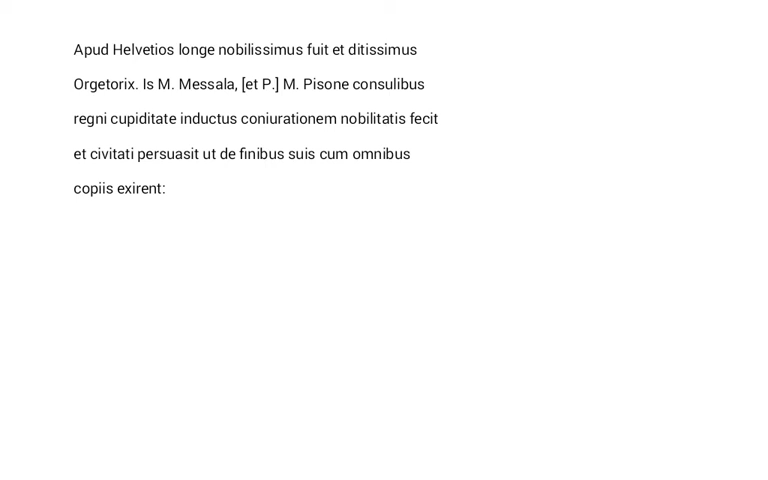 Apud Helvetios longe nobilissimus fuit et ditissimus
Orgetorix. Is M. Messala, [et P.] M. Pisone consulibus
regni cupiditate inductus coniurationem nobilitatis fecit
et civitati persuasit ut de finibus suis cum omnibus
copiis exirent: